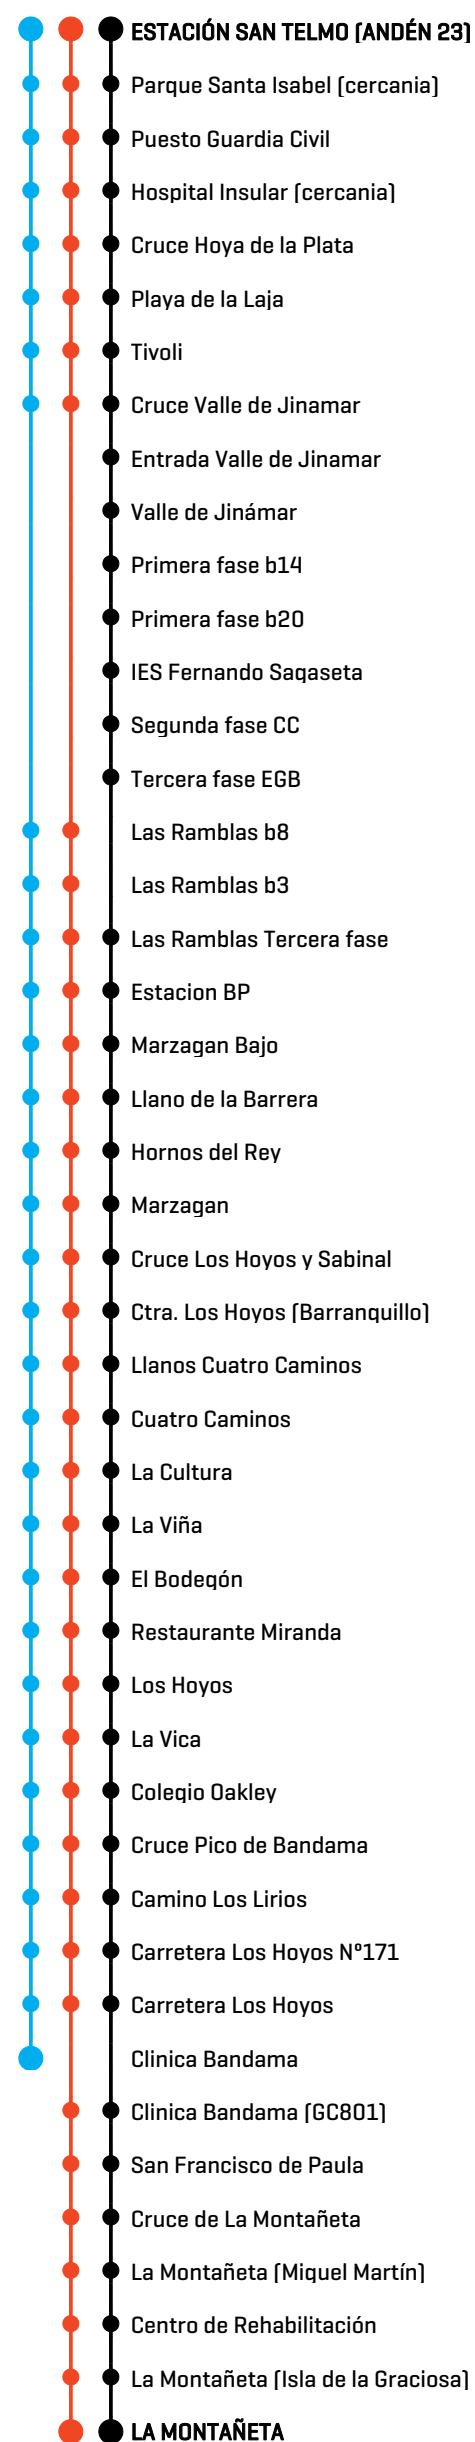 ESTACIÓN SAN TELMO (ANDÉN 23)
Parque Santa Isabel (cercania)
Puesto Guardia Civil
Hospital Insular (cercania)
Cruce Hoya de la Plata
Playa de la Laja
Tivoli
Cruce Valle de Jinamar
Entrada Valle de Jinamar
Valle de Jinámar
Primera fase b14
Primera fase b20
IES Fernando Sagaseta
Segunda fase CC
Tercera fase EGB
Las Ramblas b8
Las Ramblas b3
Las Ramblas Tercera fase
Estacion BP
Marzagan Bajo
Llano de la Barrera
Hornos del Rey
Marzagan
Cruce Los Hoyos y Sabinal
Ctra. Los Hoyos (Barranquillo)
Llanos Cuatro Caminos
Cuatro Caminos
La Cultura
La Viña
El Bodegón
Restaurante Miranda
Los Hoyos
La Vica
Colegio Oakley
Cruce Pico de Bandama
Camino Los Lirios
Carretera Los Hoyos Nº171
Carretera Los Hoyos
Clinica Bandama
Clinica Bandama (GC801)
San Francisco de Paula
Cruce de La Montañeta
La Montañeta (Miguel Martín)
Centro de Rehabilitación
La Montañeta (Isla de la Graciosa)
LA MONTAÑETA